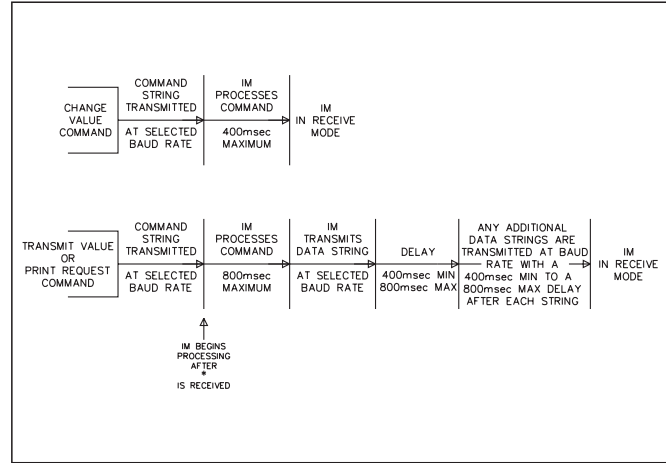 CHANGE
VALUE
COMMAND
COMMAND
STRING
TRANSMITTED
AT SELECTED
BAUD RATE
IM
PROCESSES
COMMAND
400msec
MAXIMUM
IM
IN RECEIVE
MODE
TRANSMIT VALUE
OR
PRINT REQUEST
COMMAND
COMMAND
STRING
TRANSMITTED
AT SELECTED
BAUD RATE
IM
PROCESSES
COMMAND
800msec
MAXIMUM
IM
TRANSMITS
DATA STRING
AT SELECTED
BAUD RATE
DELAY
400msec MIN
800msec MAX
ANY ADDITIONAL
DATA STRINGS ARE
TRANSMITTED AT BAUD
RATE WITH A
400msec MIN TO A
800msec MAX DELAY
AFTER EACH STRING
IM
IN RECEIVE
MODE
IM BEGINS
PROCESSING
AFTER
*
IS RECEIVED